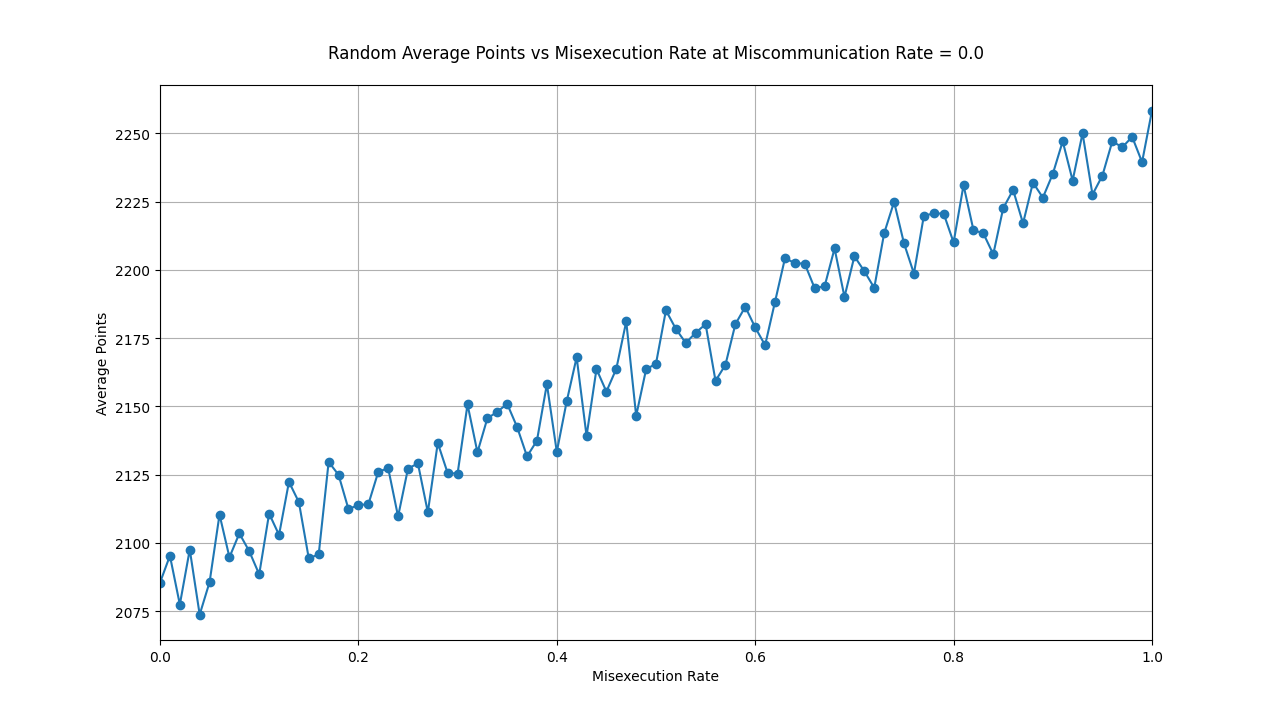 Random Average Points vs Misexecution Rate at Miscommunication Rate = 0.0
Average Points
2250
2225
2200
2175
2150
2125
2100
2075
0.0 0.2 0.4 0.6 0.8 1.0
Misexecution Rate